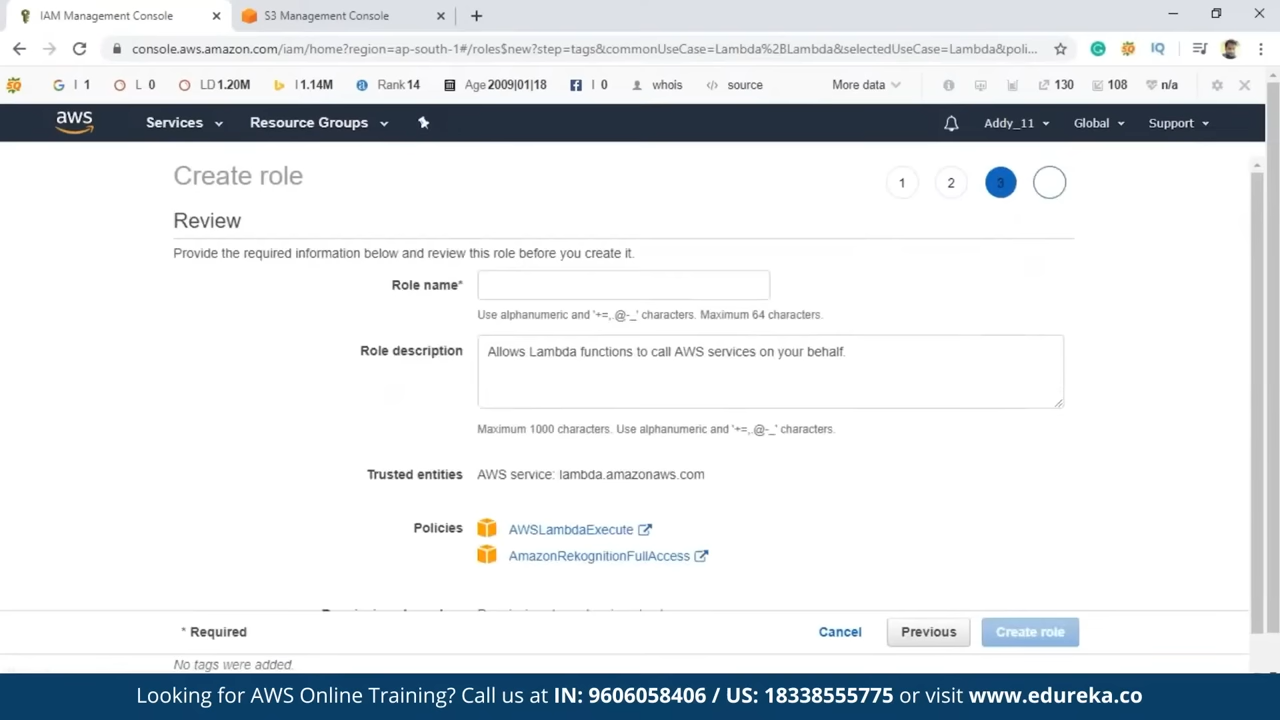 IAM Management Console
S3 Management Console
console.aws.amazon.com/iam/home?region=ap-south-1#/roles$new?step=tags&commonUseCase=Lambda%2BLambda&selectedUseCase=Lambda&poli...
IQ
I 1
L 0
LD 1.20M
I 1.14M
Rank 14
Age 2009|01|18
I 0
whois
source
More data
130
108
n/a
aws
Services
Resource Groups
Addy_11
Global
Support
Create role
1
2
3
Review
Provide the required information below and review this role before you create it.
Role name*
Use alphanumeric and '+=,.@-_' characters. Maximum 64 characters.
Role description
Allows Lambda functions to call AWS services on your behalf.
Maximum 1000 characters. Use alphanumeric and '+=,.@-_' characters.
Trusted entities
AWS service: lambda.amazonaws.com
Policies
AWSLambdaExecute
AmazonRekognitionFullAccess
* Required
Cancel
Previous
Create role
No tags were added.
Looking for AWS Online Training? Call us at IN: 9606058406 / US: 18338555775 or visit www.edureka.co